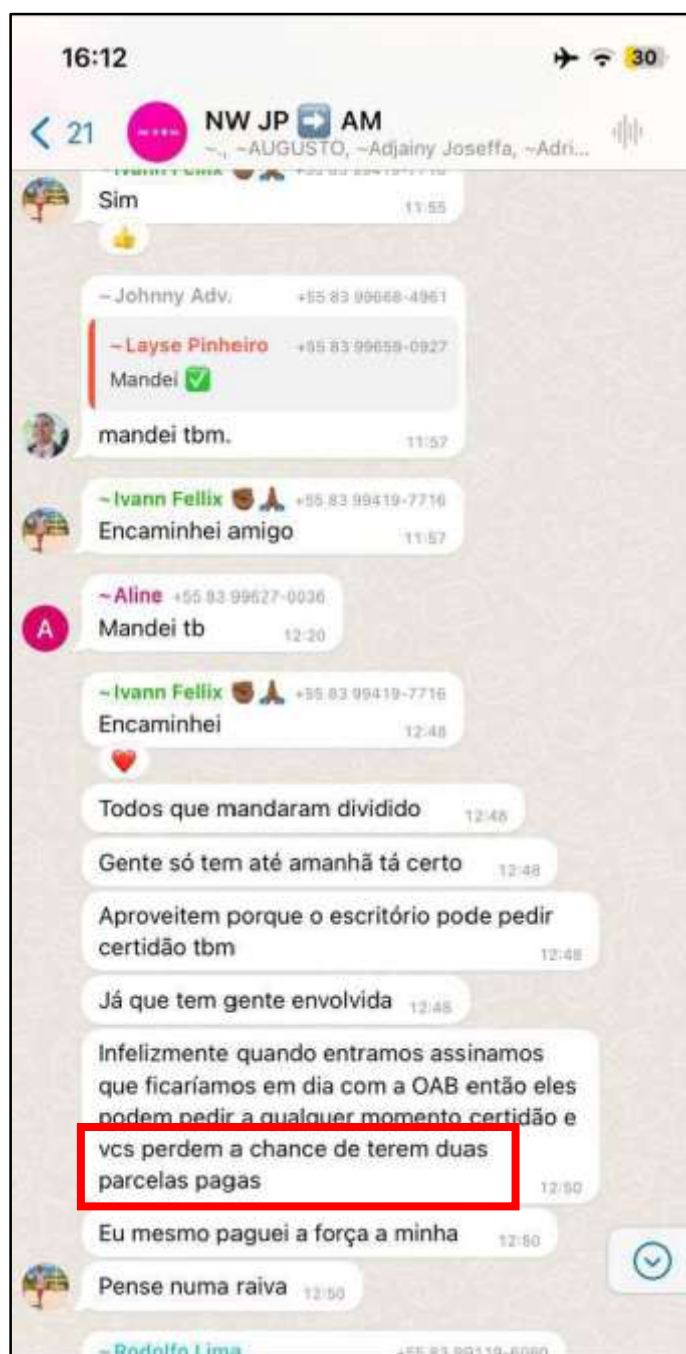 16:12
30
21
NW JP ➡️ AM
~., ~AUGUSTO, ~Adjainy Joseffa, ~Adri...
~Ivann Fellix
Sim
11:55
~Johnny Adv. +55 83 99668-4961
~Layse Pinheiro +55 83 99659-0927
Mandei ✅
mandei tbm.
11:57
~Ivann Fellix ✊🏾🙏🏾 +55 83 99419-7716
Encaminhei amigo
11:57
A
~Aline +55 83 99627-0036
Mandei tb
12:20
~Ivann Fellix ✊🏾🙏🏾 +55 83 99419-7716
Encaminhei
12:48
Todos que mandaram dividido 12:48
Gente só tem até amanhã tá certo 12:48
Aproveitem porque o escritório pode pedir
certidão tbm 12:48
Já que tem gente envolvida 12:48
Infelizmente quando entramos assinamos
que ficaríamos em dia com a OAB então eles
podem pedir a qualquer momento certidão e
vcs perdem a chance de terem duas
parcelas pagas 12:50
Eu mesmo paguei a força a minha 12:50
Pense numa raiva 12:50
~Rodolfo Lima